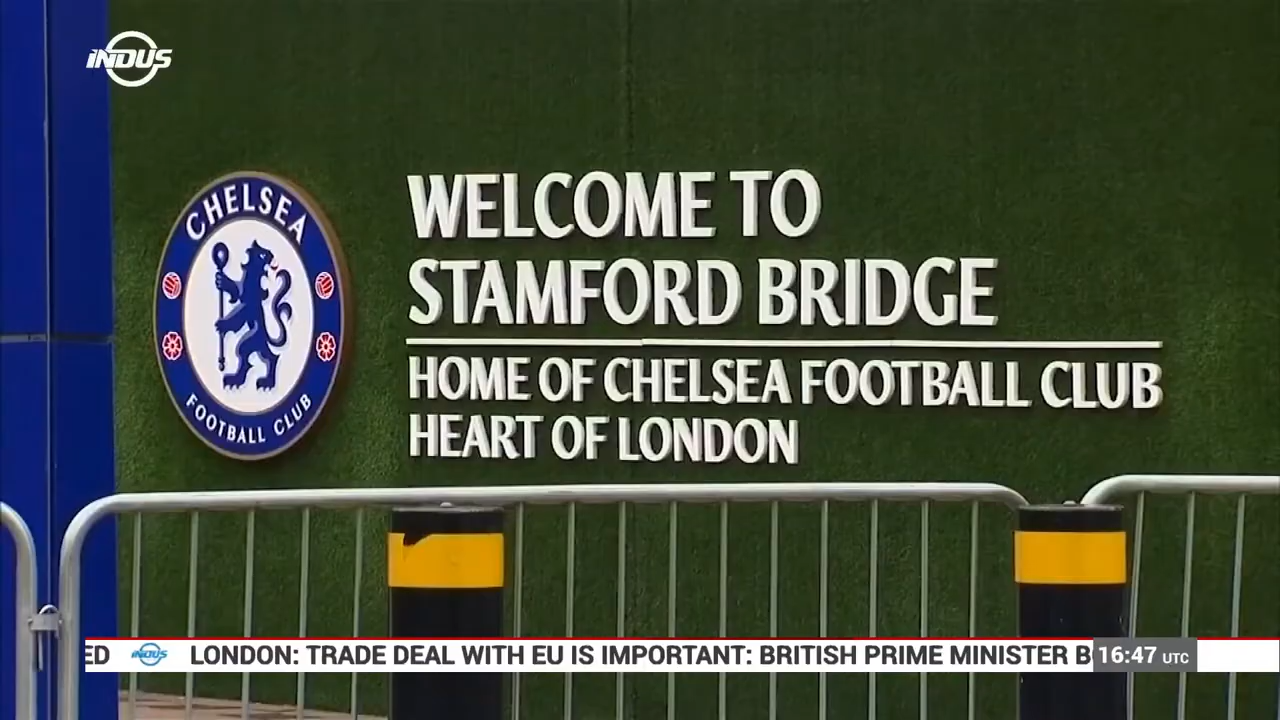 iNDUS
CHELSEA
FOOTBALL CLUB
WELCOME TO
STAMFORD BRIDGE
HOME OF CHELSEA FOOTBALL CLUB
HEART OF LONDON
ED iNDUS LONDON: TRADE DEAL WITH EU IS IMPORTANT: BRITISH PRIME MINISTER B 16:47 UTC